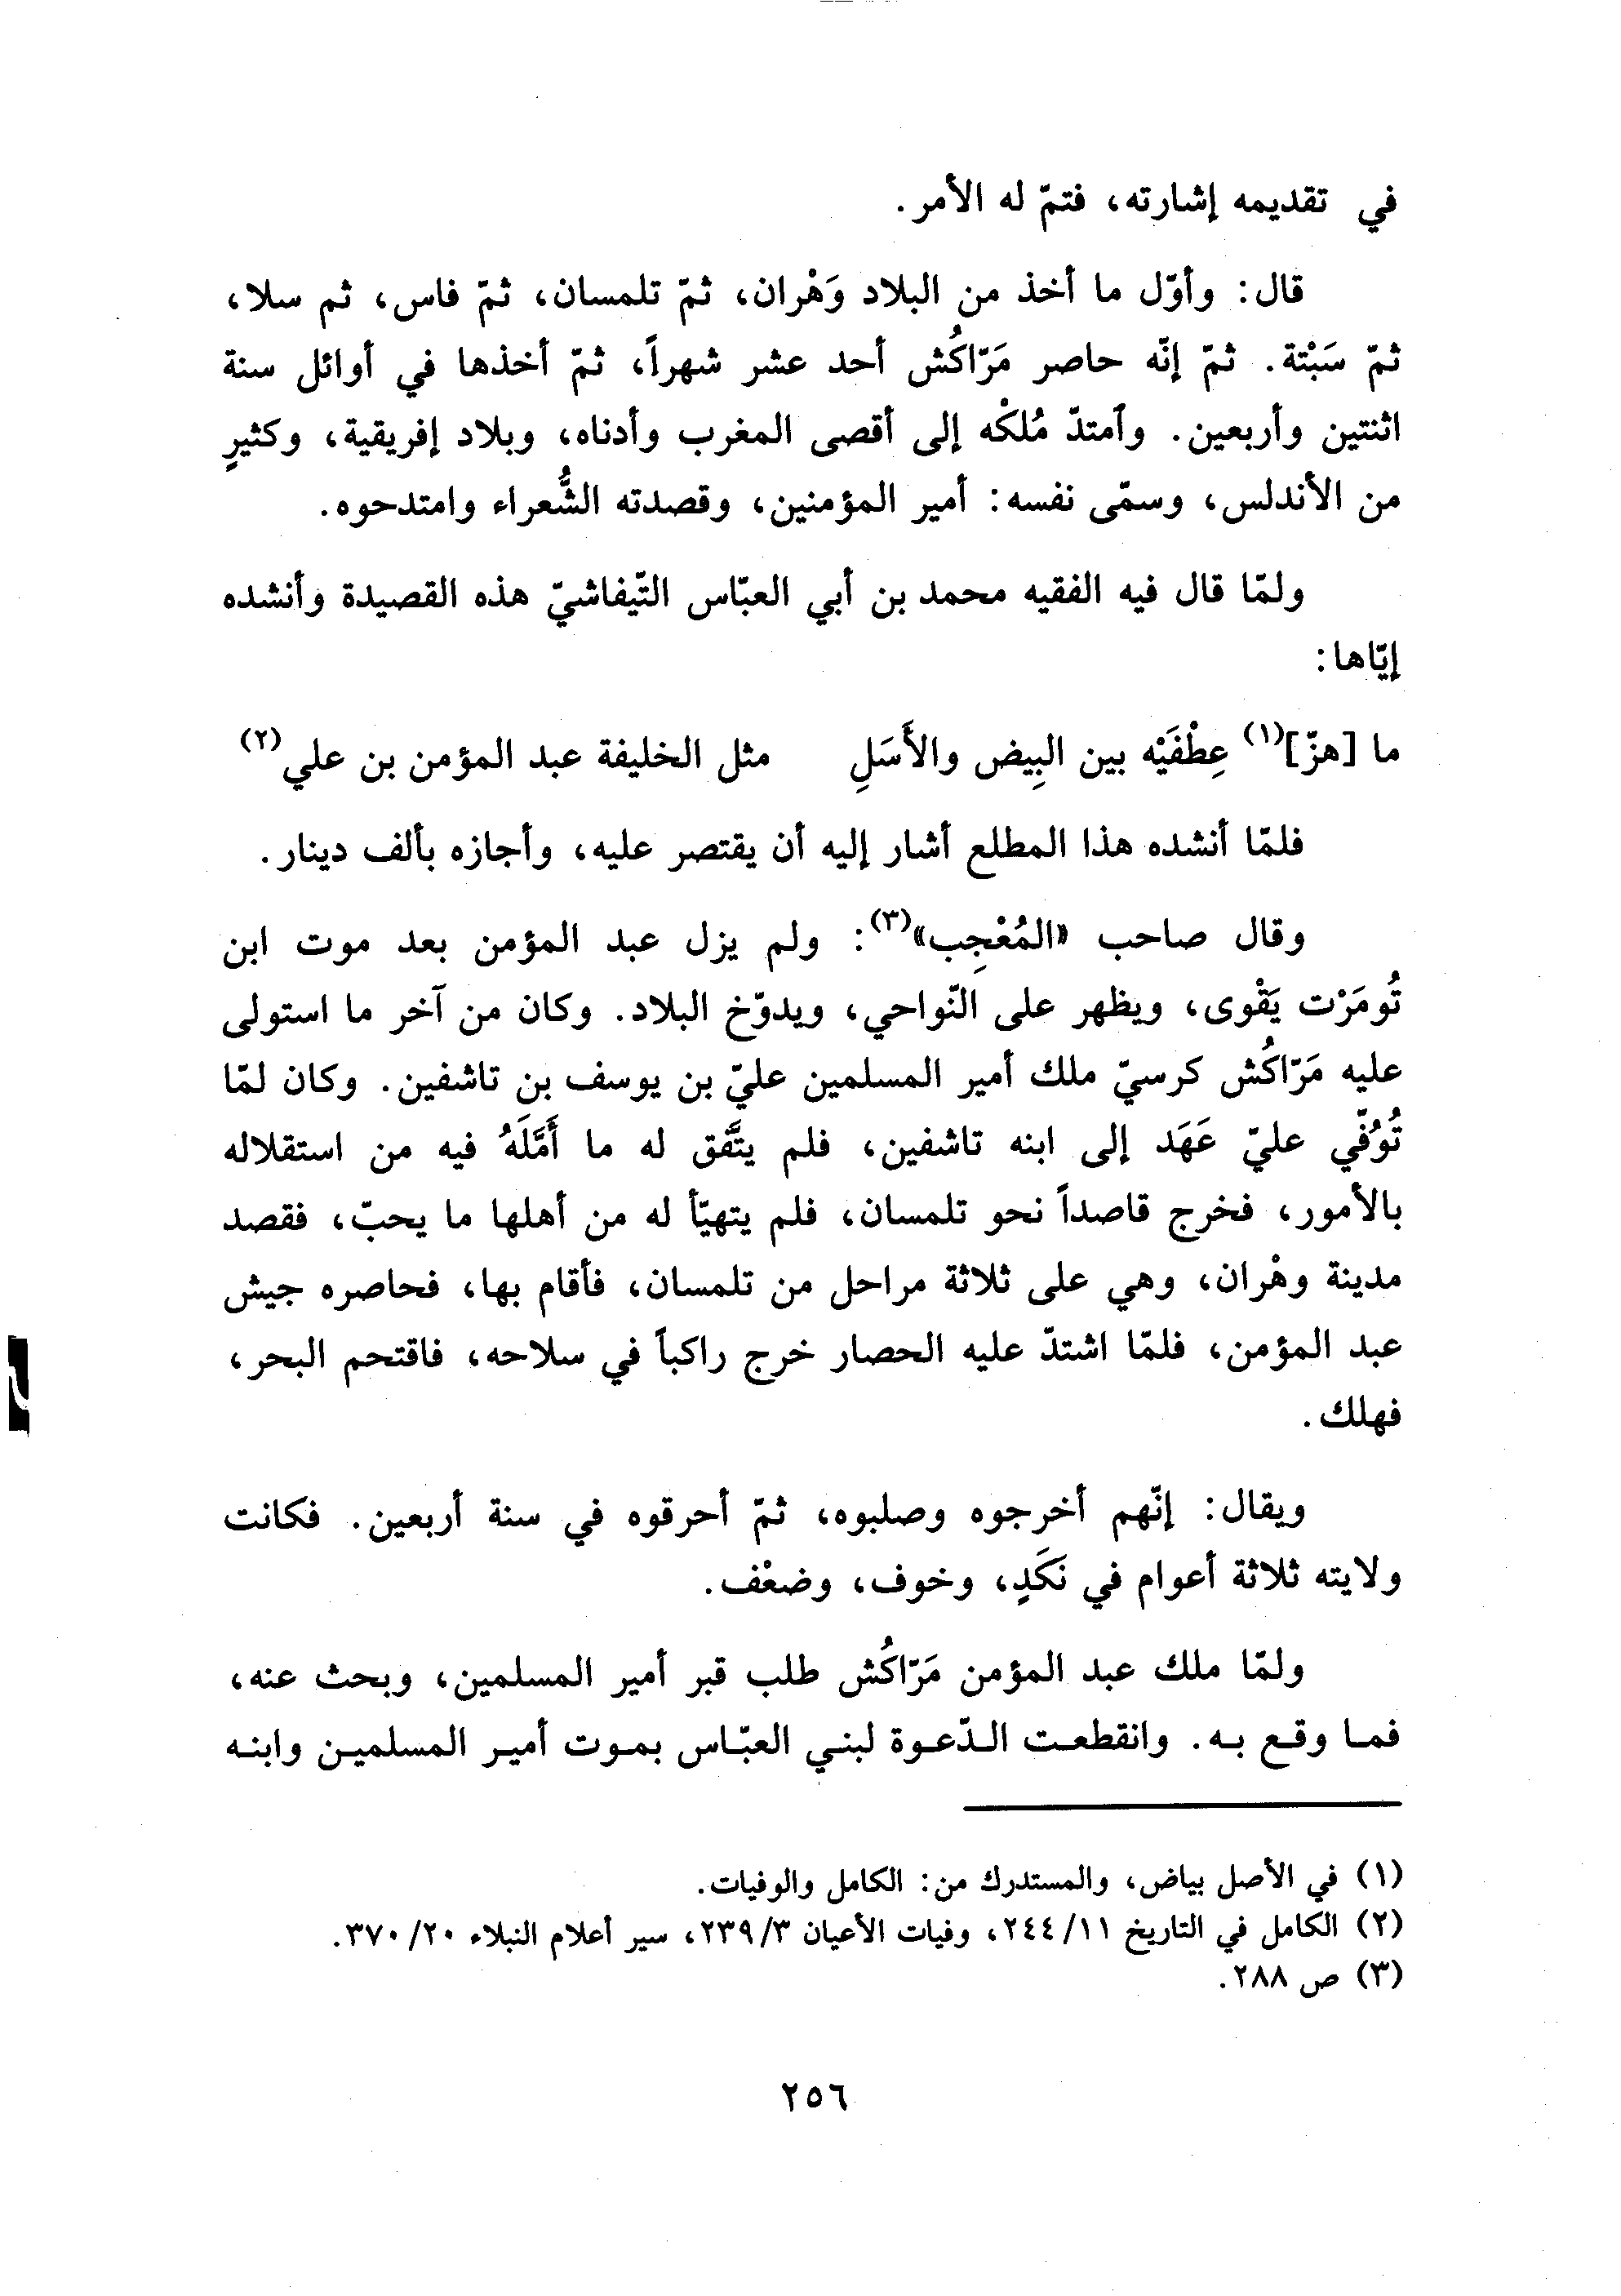 في تقديمه إشارته، فتمّ له الأمر.
قال: وأوّل ما أخذ من البلاد وَهْران، ثمّ تلمسان، ثمّ فاس، ثم سلا،
ثمّ سَبْتة. ثمّ إنّه حاصر مَرّاكُش أحد عشر شهراً، ثمّ أخذها في أوائل سنة
اثنتين وأربعين. وآمتدّ مُلكْه إلى أقصى المغرب وأدناه، وبلاد إفريقية، وكثيرٍ
من الأندلس، وسمّى نفسه: أمير المؤمنين، وقصدته الشُّعراء وامتدحوه.
ولمّا قال فيه الفقيه محمد بن أبي العبّاس التّيفاشيّ هذه القصيدة وأنشده
إيّاها:
ما [هزّ]⁽١⁾ عِطْفَيْه بين البِيض والأَسَلِ مثل الخليفة عبد المؤمن بن علي⁽٢⁾
فلمّا أنشده هذا المطلع أشار إليه أن يقتصر عليه، وأجازه بألف دينار.
وقال صاحب «المُعْجِب»⁽٣⁾: ولم يزل عبد المؤمن بعد موت ابن
تُومَرْت يَقْوى، ويظهر على النّواحي، ويدوّخ البلاد. وكان من آخر ما استولى
عليه مَرّاكُش كرسيّ ملك أمير المسلمين عليّ بن يوسف بن تاشفين. وكان لمّا
تُوُفّي عليّ عَهَد إلى ابنه تاشفين، فلم يتَّفق له ما أَمَّلَهُ فيه من استقلاله
بالأمور، فخرج قاصداً نحو تلمسان، فلم يتهيّأ له من أهلها ما يحبّ، فقصد
مدينة وهْران، وهي على ثلاثة مراحل من تلمسان، فأقام بها، فحاصره جيش
عبد المؤمن، فلمّا اشتدّ عليه الحصار خرج راكباً في سلاحه، فاقتحم البحر،
فهلك.
ويقال: إنّهم أخرجوه وصلبوه، ثمّ أحرقوه في سنة أربعين. فكانت
ولايته ثلاثة أعوام في نَكَدٍ، وخوف، وضعْف.
ولمّا ملك عبد المؤمن مَرّاكُش طلب قبر أمير المسلمين، وبحث عنه،
فما وقع به. وانقطعت الدّعوة لبني العبّاس بموت أمير المسلمين وابنه
(١) في الأصل بياض، والمستدرك من: الكامل والوفيات.
(٢) الكامل في التاريخ ١١/٢٤٤، وفيات الأعيان ٢٣٩/٣، سير أعلام النبلاء ٣٧٠/٢٠.
(٣) ص ٢٨٨.
٢٥٦